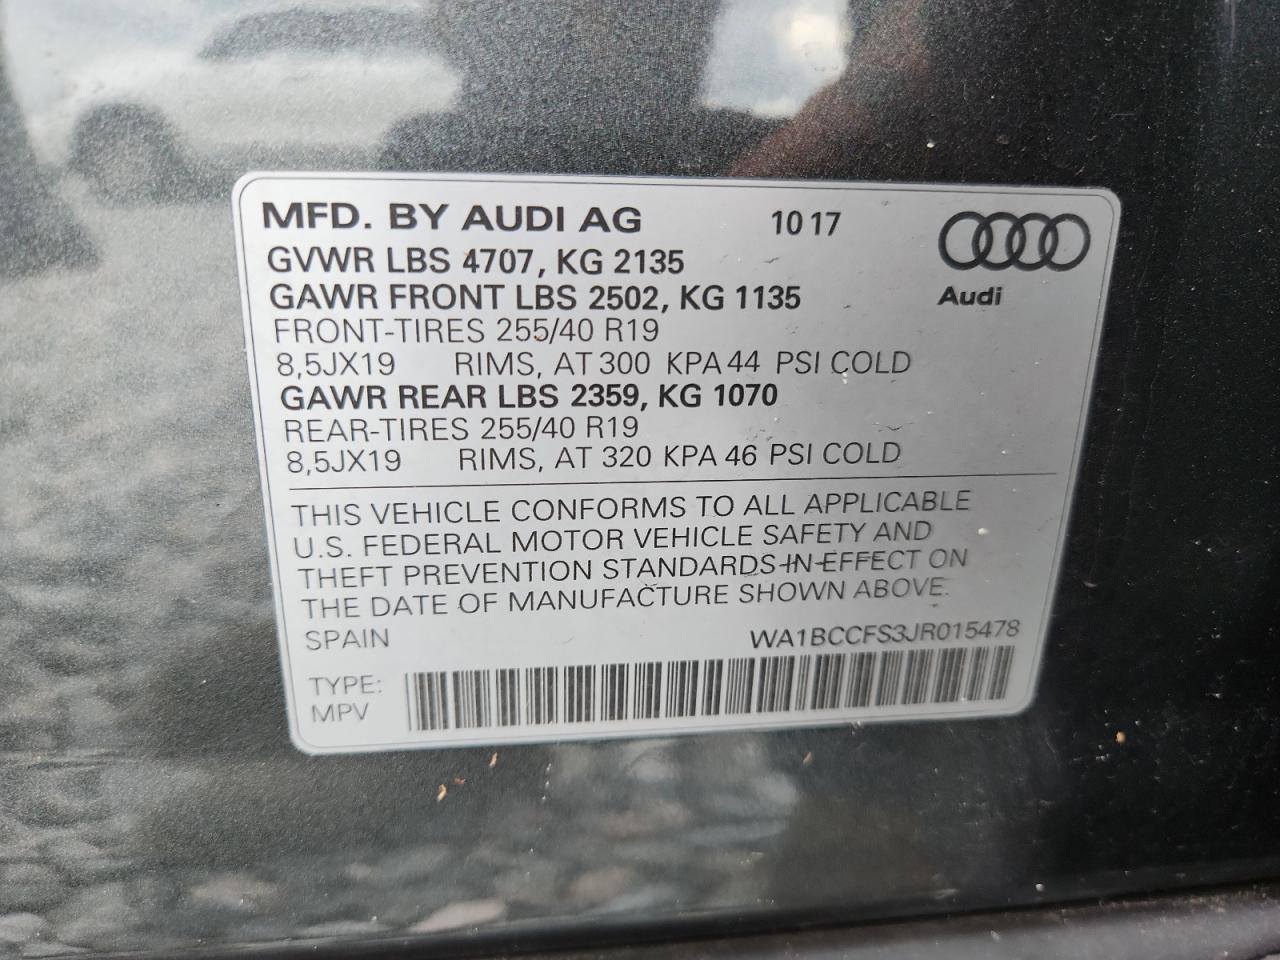 MFD. BY AUDI AG 10 17
GVWR LBS 4707, KG 2135
GAWR FRONT LBS 2502, KG 1135
Audi
FRONT-TIRES 255/40 R19
8,5JX19 RIMS, AT 300 KPA 44 PSI COLD
GAWR REAR LBS 2359, KG 1070
REAR-TIRES 255/40 R19
8,5JX19 RIMS, AT 320 KPA 46 PSI COLD
THIS VEHICLE CONFORMS TO ALL APPLICABLE
U.S. FEDERAL MOTOR VEHICLE SAFETY AND
THEFT PREVENTION STANDARDS IN EFFECT ON
THE DATE OF MANUFACTURE SHOWN ABOVE.
SPAIN WA1BCCFS3JR015478
TYPE:
MPV